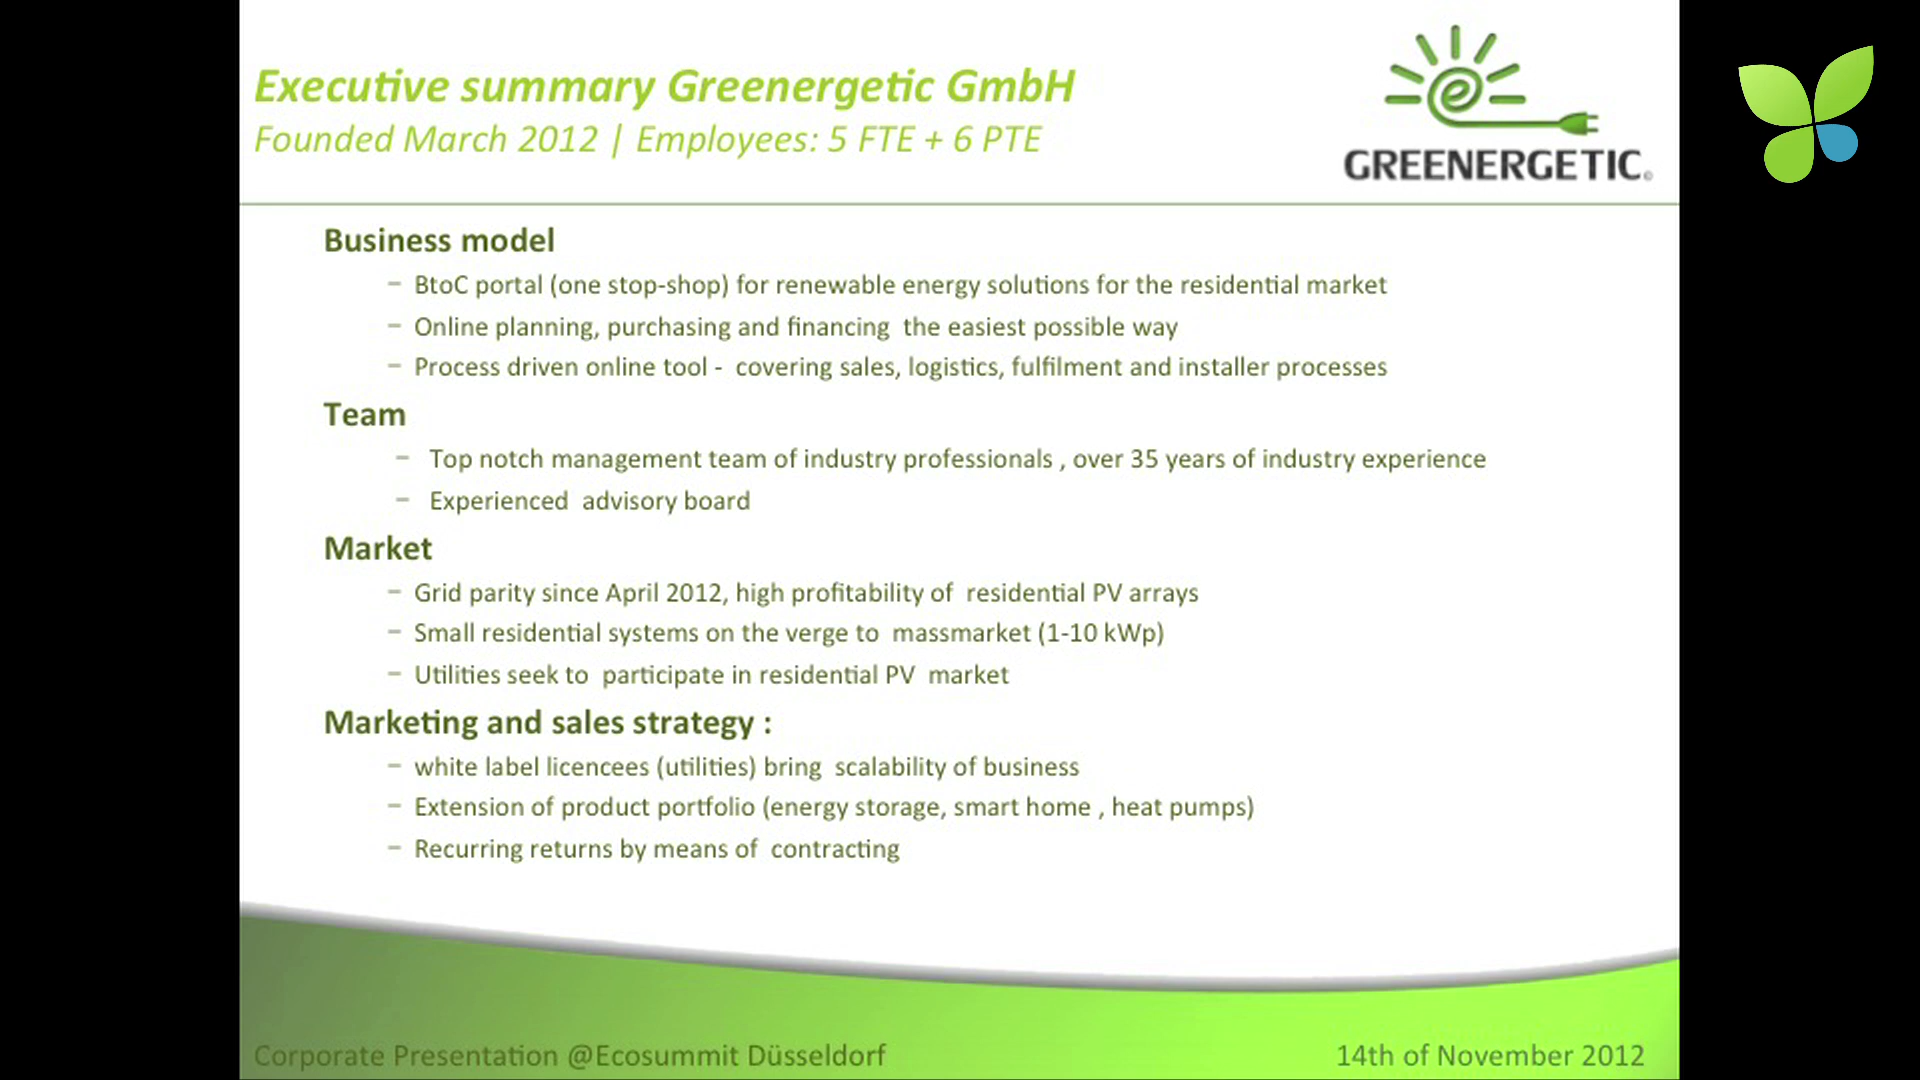 Executive summary Greenergetic GmbH
Founded March 2012 | Employees: 5 FTE + 6 PTE
GREENERGETIC.
Business model
– BtoC portal (one stop-shop) for renewable energy solutions for the residential market
– Online planning, purchasing and financing  the easiest possible way
– Process driven online tool -  covering sales, logistics, fulfilment and installer processes
Team
– Top notch management team of industry professionals , over 35 years of industry experience
– Experienced  advisory board
Market
– Grid parity since April 2012, high profitability of  residential PV arrays
– Small residential systems on the verge to  massmarket (1-10 kWp)
– Utilities seek to  participate in residential PV  market
Marketing and sales strategy :
– white label licencees (utilities) bring  scalability of business
– Extension of product portfolio (energy storage, smart home , heat pumps)
– Recurring returns by means of  contracting
Corporate Presentation @Ecosummit Düsseldorf
14th of November 2012